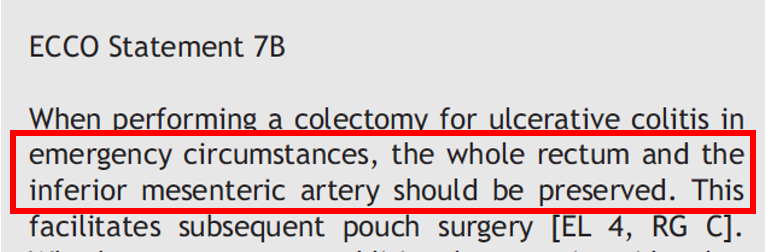 ECCO Statement 7B
When performing a colectomy for ulcerative colitis in
emergency circumstances, the whole rectum and the
inferior mesenteric artery should be preserved. This
facilitates subsequent pouch surgery [EL 4, RG C].